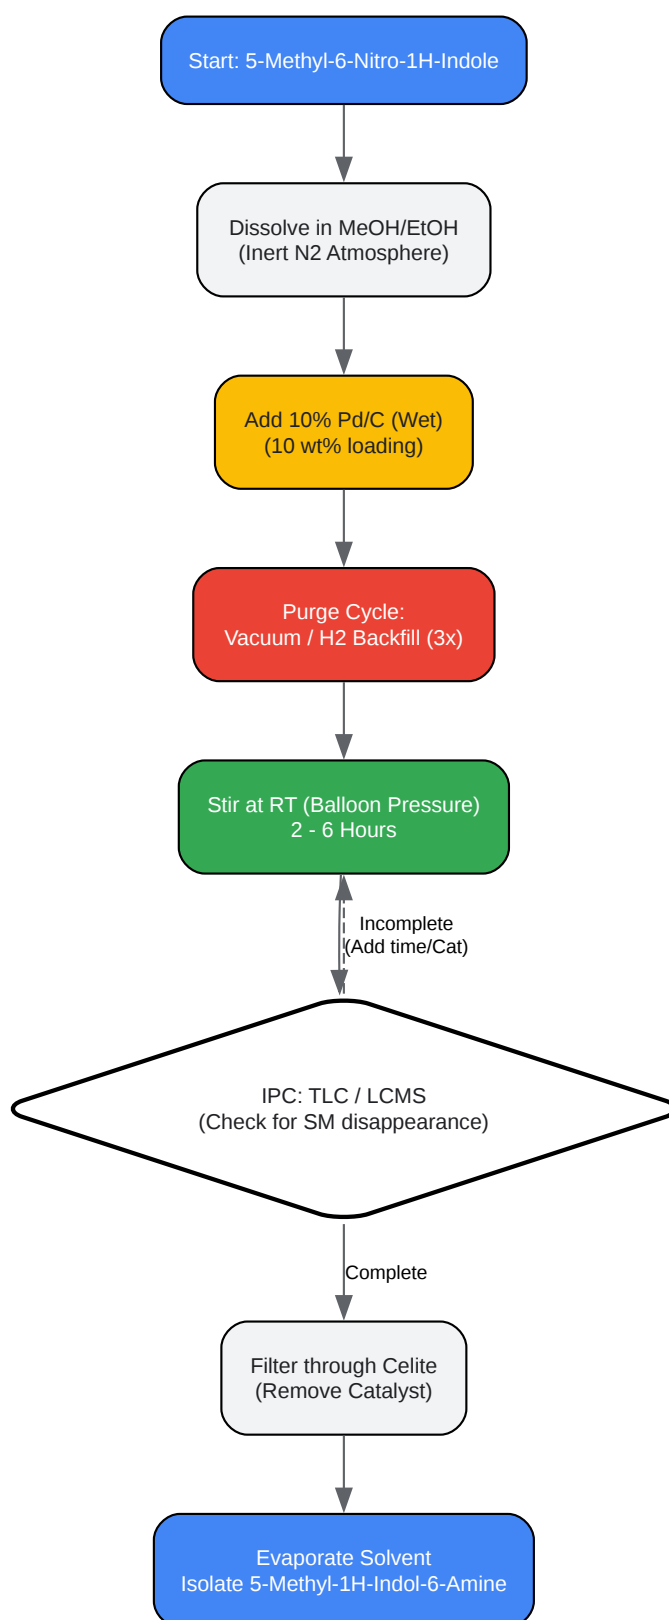 Start: 5-Methyl-6-Nitro-1H-Indole
Dissolve in MeOH/EtOH
(Inert N2 Atmosphere)
Add 10% Pd/C (Wet)
(10 wt% loading)
Purge Cycle:
Vacuum / H2 Backfill (3x)
Stir at RT (Balloon Pressure)
2 - 6 Hours
Incomplete
(Add time/Cat)
IPC: TLC / LCMS
(Check for SM disappearance)
Complete
Filter through Celite
(Remove Catalyst)
Evaporate Solvent
Isolate 5-Methyl-1H-Indol-6-Amine